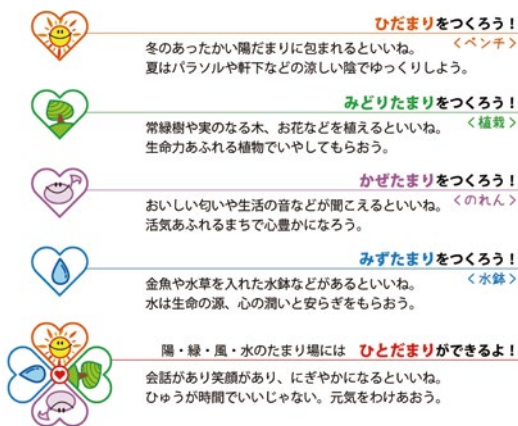 ひだまりをつくろう！
＜ベンチ＞
冬のあったかい陽だまりに包まれるといいね。
夏はパラソルや軒下などの涼しい陰でゆっくりしよう。
みどりたまりをつくろう！
＜植栽＞
常緑樹や実のなる木、お花などを植えるといいね。
生命力あふれる植物でいやしてもらおう。
かぜたまりをつくろう！
＜のれん＞
おいしい匂いや生活の音などが聞こえるといいね。
活気あふれるまちで心豊かになろう。
みずたまりをつくろう！
＜水鉢＞
金魚や水草を入れた水鉢などがあるといいね。
水は生命の源、心の潤いと安らぎをもらおう。
陽・緑・風・水のたまり場には ひとだまりができるよ！
会話があり笑顔があり、にぎやかになるといいね。
ひゅうが時間でいいじゃない。元気をわけあおう。